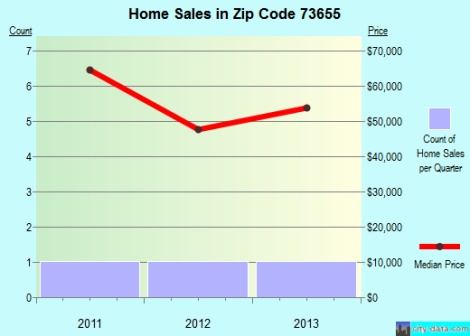 Home Sales in Zip Code 73655
Count
Price
7
$70,000
6
$60,000
5
$50,000
4
$40,000
3
$30,000
2
$20,000
1
$10,000
0
$0
2011
2012
2013
Count of
Home Sales
per Quarter
Median Price
city-data.com